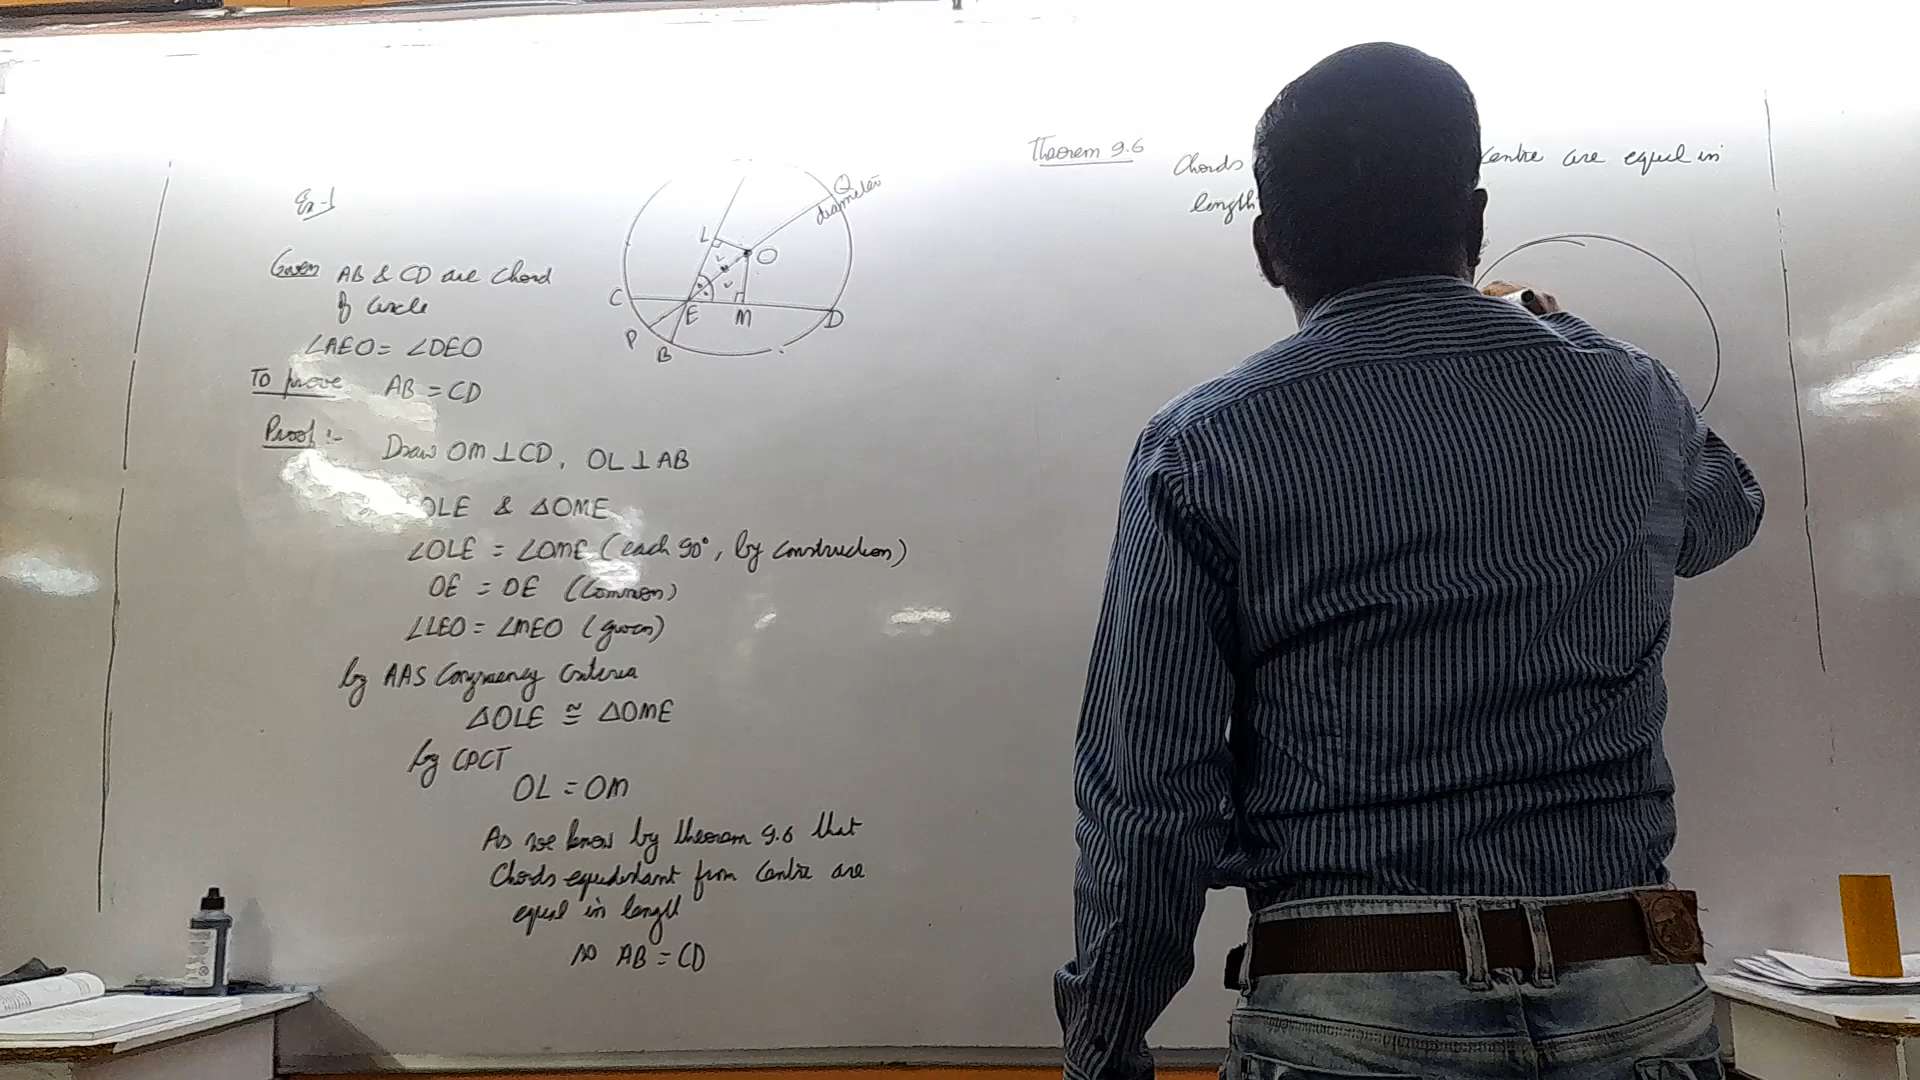 Ex-1
Given AB & CD are chord
of circle
∠AEO = ∠DEO
To prove AB = CD
Proof :- Draw OM ⊥ CD, OL ⊥ AB
OLE & △OME
∠OLE = ∠OME (each 90°, by construction)
OE = OE (common)
∠LEO = ∠MEO (given)
by AAS Congruency Criteria
△OLE ≅ △OME
by CPCT
OL = OM
As we know by theorem 9.6 that
Chords equidistant from centre are
equal in length
so AB = CD
Q
diameter
L
O
C
E
M
D
P
B
Theorem 9.6
Chords centre are equal in
length